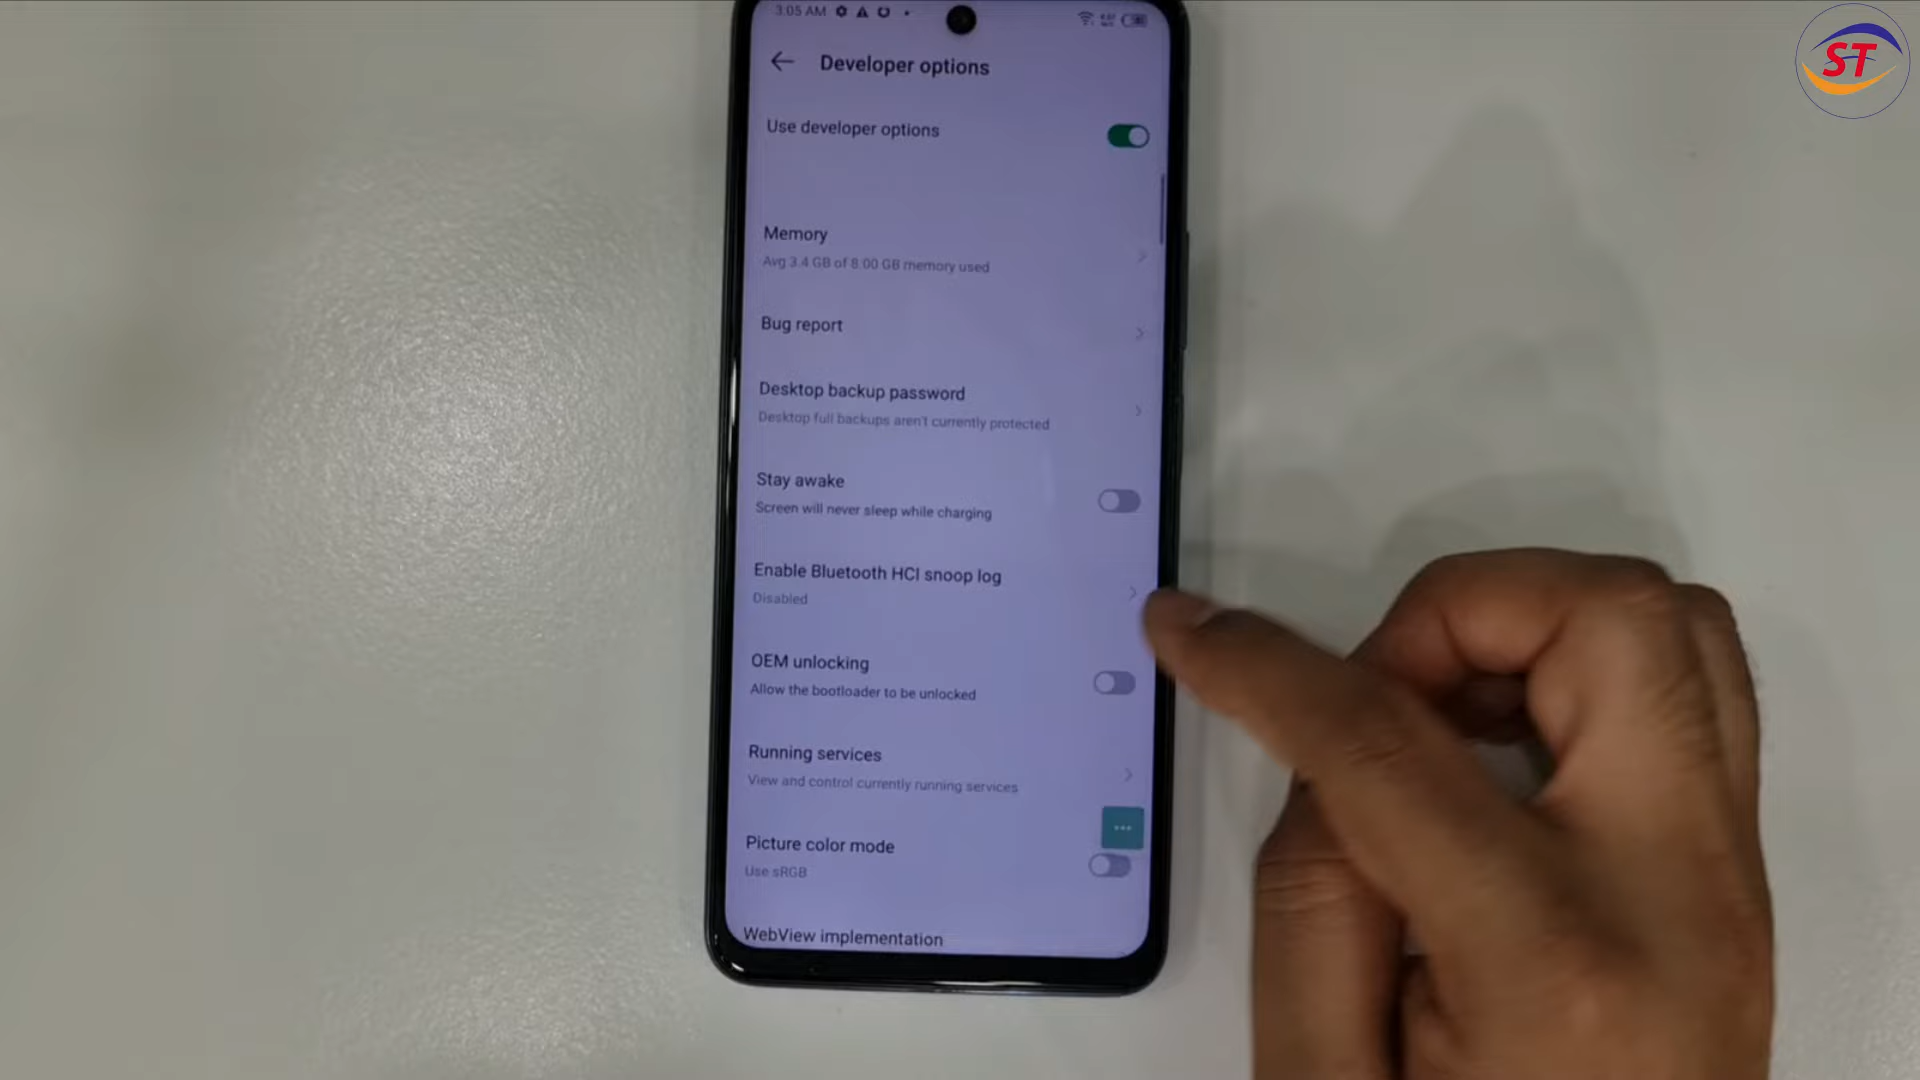 3:05 AM
ST
Developer options
Use developer options
Memory
Avg 3.4 GB of 8.00 GB memory used
Bug report
Desktop backup password
Desktop full backups aren't currently protected
Stay awake
Screen will never sleep while charging
Enable Bluetooth HCI snoop log
Disabled
OEM unlocking
Allow the bootloader to be unlocked
Running services
View and control currently running services
Picture color mode
Use sRGB
WebView implementation